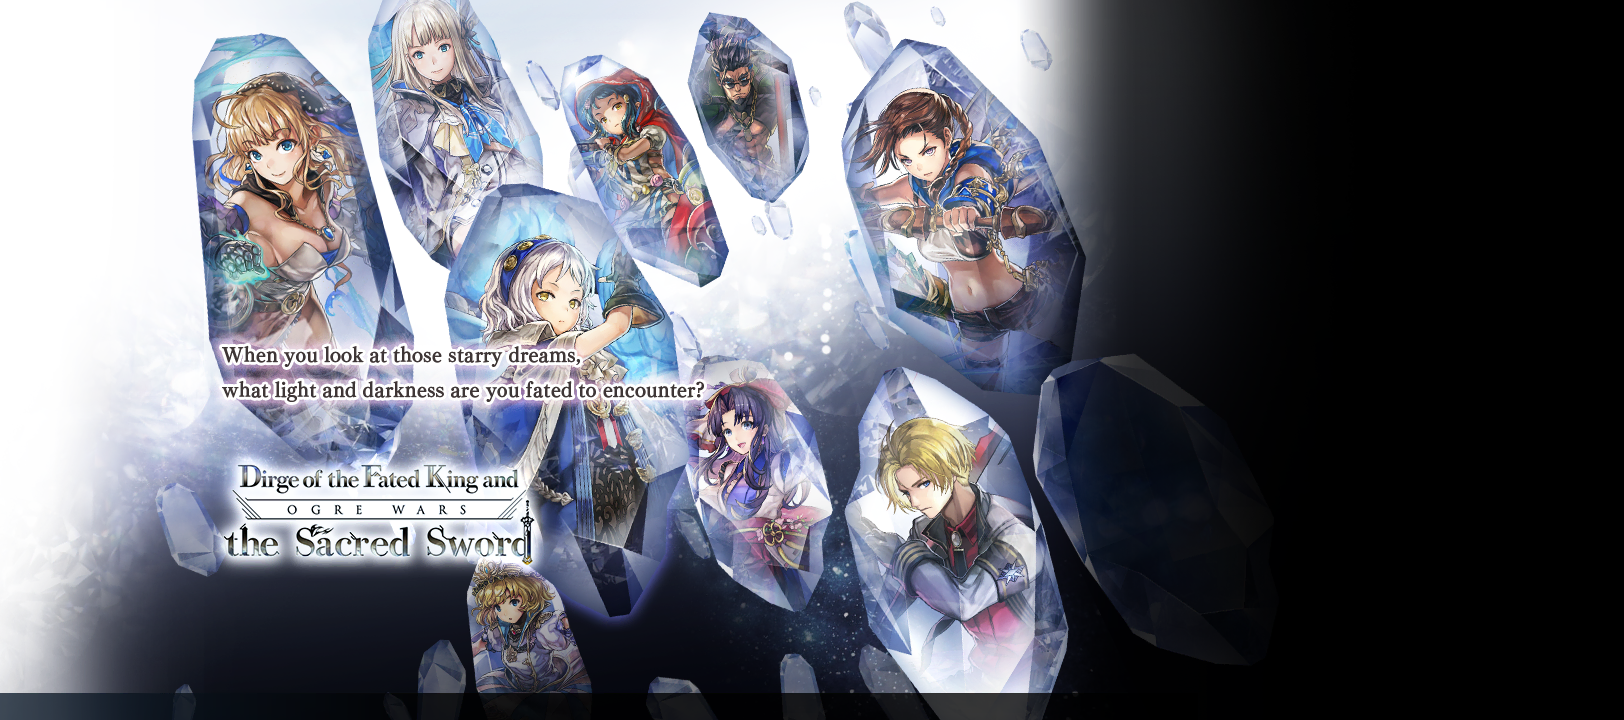 When you look at those starry dreams,
what light and darkness are you fated to encounter?
Dirge of the Fated King and
OGRE WARS
the Sacred Sword